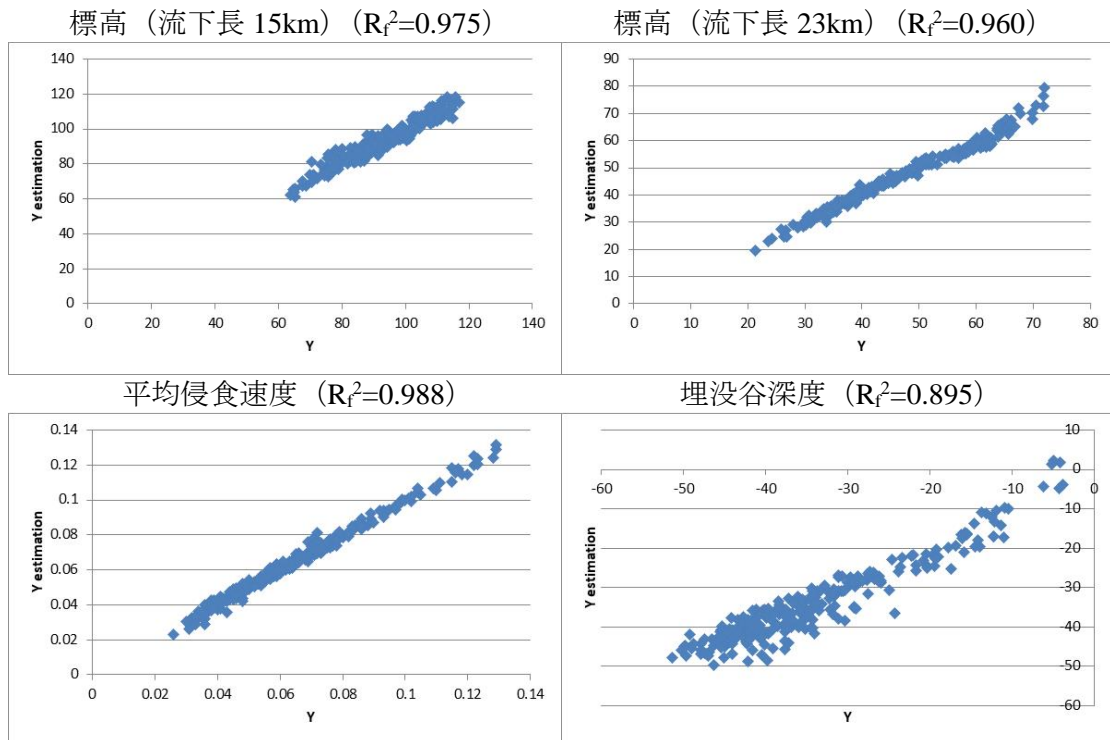 標高（流下長 15km）（Rf²=0.975）
140
120
100
80
60
40
20
0
0 20 40 60 80 100 120 140
Y estimation
Y
標高（流下長 23km）（Rf²=0.960）
90
80
70
60
50
40
30
20
10
0
0 10 20 30 40 50 60 70 80
Y estimation
Y
平均侵食速度（Rf²=0.988）
0.14
0.12
0.1
0.08
0.06
0.04
0.02
0
0 0.02 0.04 0.06 0.08 0.1 0.12 0.14
Y estimation
Y
埋没谷深度（Rf²=0.895）
10
0
-10
-20
-30
-40
-50
-60
-60 -50 -40 -30 -20 -10 0
Y estimation
Y